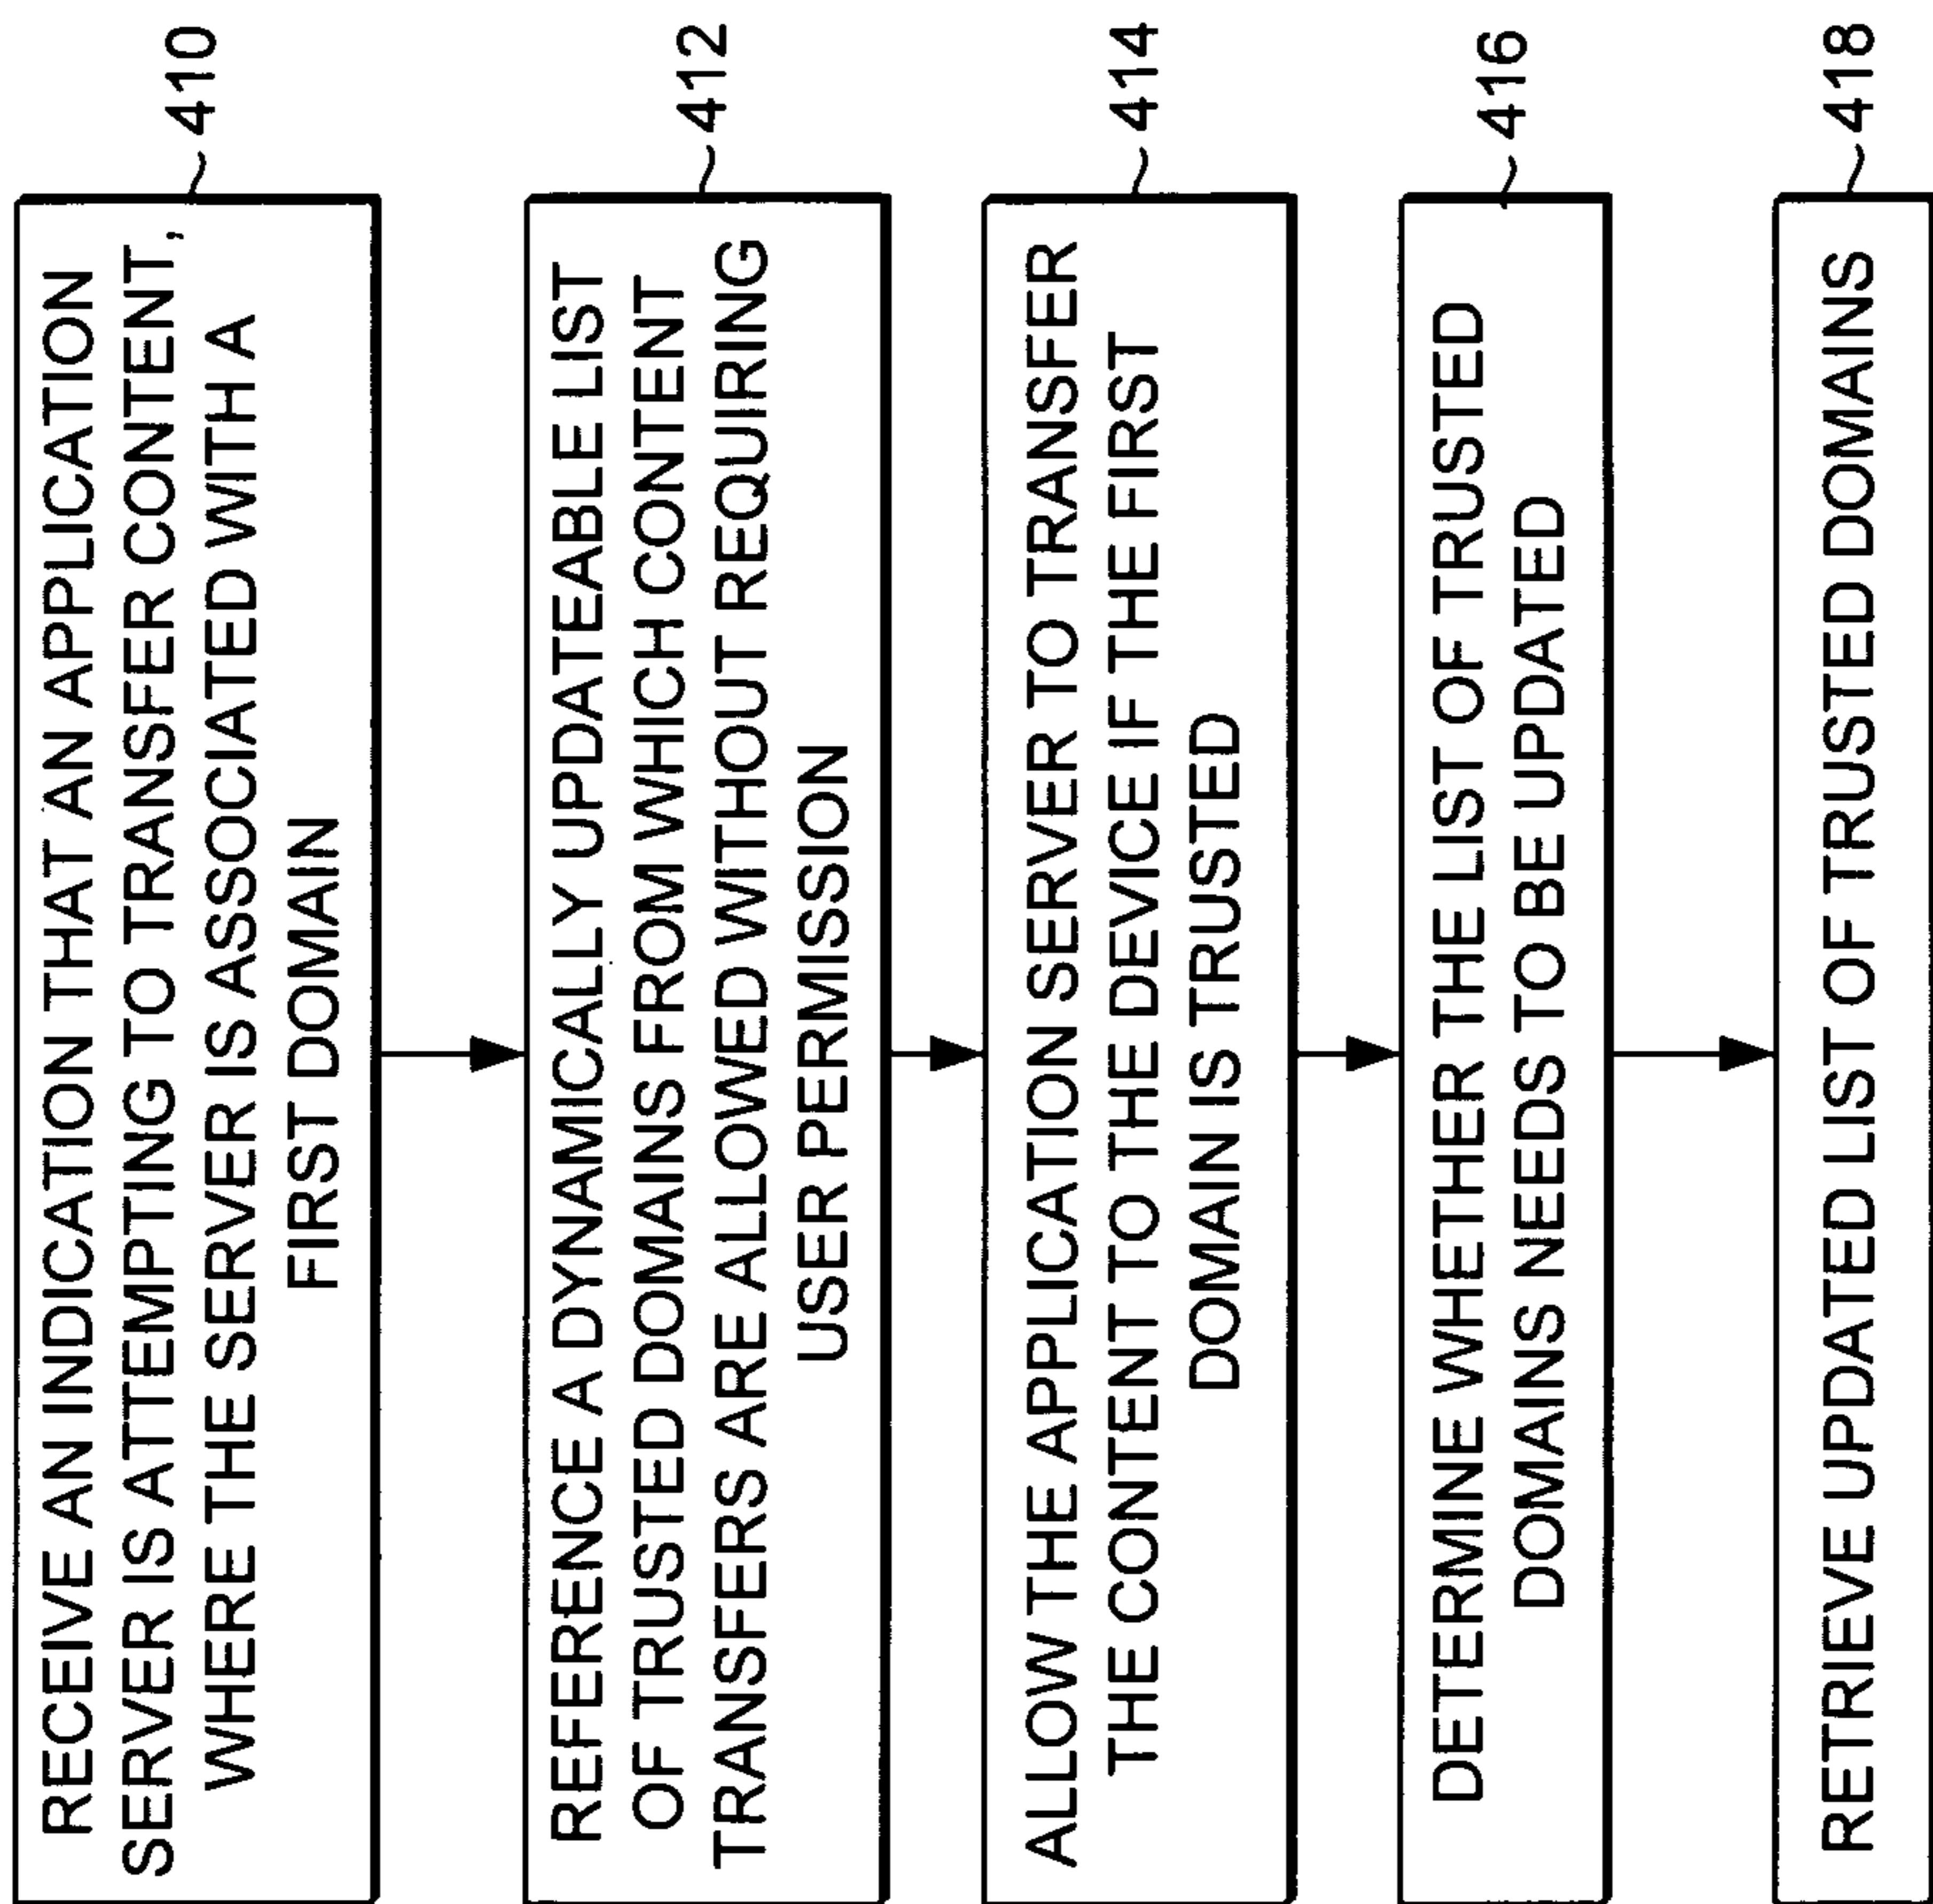 RECEIVE AN INDICATION THAT AN APPLICATION
SERVER IS ATTEMPTING TO TRANSFER CONTENT,
WHERE THE SERVER IS ASSOCIATED WITH A
FIRST DOMAIN
410
REFERENCE A DYNAMICALLY UPDATEABLE LIST
OF TRUSTED DOMAINS FROM WHICH CONTENT
TRANSFERS ARE ALLOWED WITHOUT REQUIRING
USER PERMISSION
412
ALLOW THE APPLICATION SERVER TO TRANSFER
THE CONTENT TO THE DEVICE IF THE FIRST
DOMAIN IS TRUSTED
414
DETERMINE WHETHER THE LIST OF TRUSTED
DOMAINS NEEDS TO BE UPDATED
416
RETRIEVE UPDATED LIST OF TRUSTED DOMAINS
418